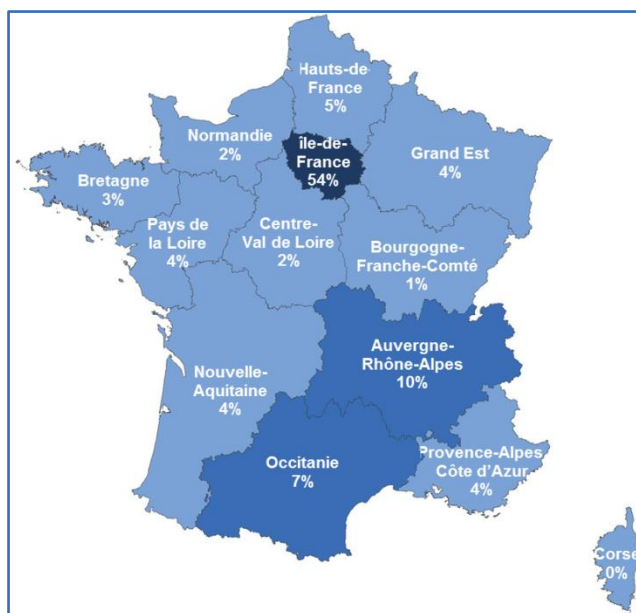 Hauts-de
France
5%
Normandie
2%
île-de-
France
54%
Grand Est
4%
Bretagne
3%
Pays de
la Loire
4%
Centre-
Val de Loire
2%
Bourgogne-
Franche-Comté
1%
Auvergne-
Rhône-Alpes
10%
Nouvelle-
Aquitaine
4%
Occitanie
7%
Provence-Alpes
Côte d'Azur
4%
Corse
0%